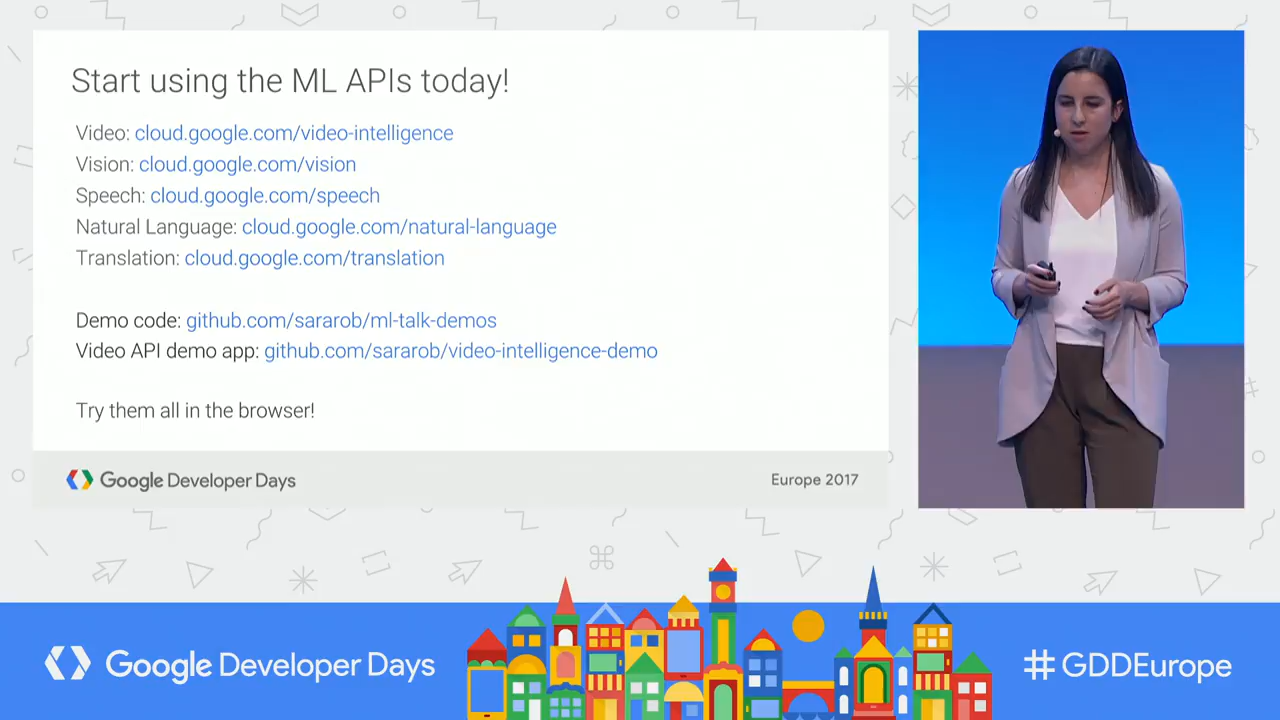 Start using the ML APIs today!
Video: cloud.google.com/video-intelligence
Vision: cloud.google.com/vision
Speech: cloud.google.com/speech
Natural Language: cloud.google.com/natural-language
Translation: cloud.google.com/translation
Demo code: github.com/sararob/ml-talk-demos
Video API demo app: github.com/sararob/video-intelligence-demo
Try them all in the browser!
Google Developer Days
Europe 2017
Google Developer Days
#GDDEurope